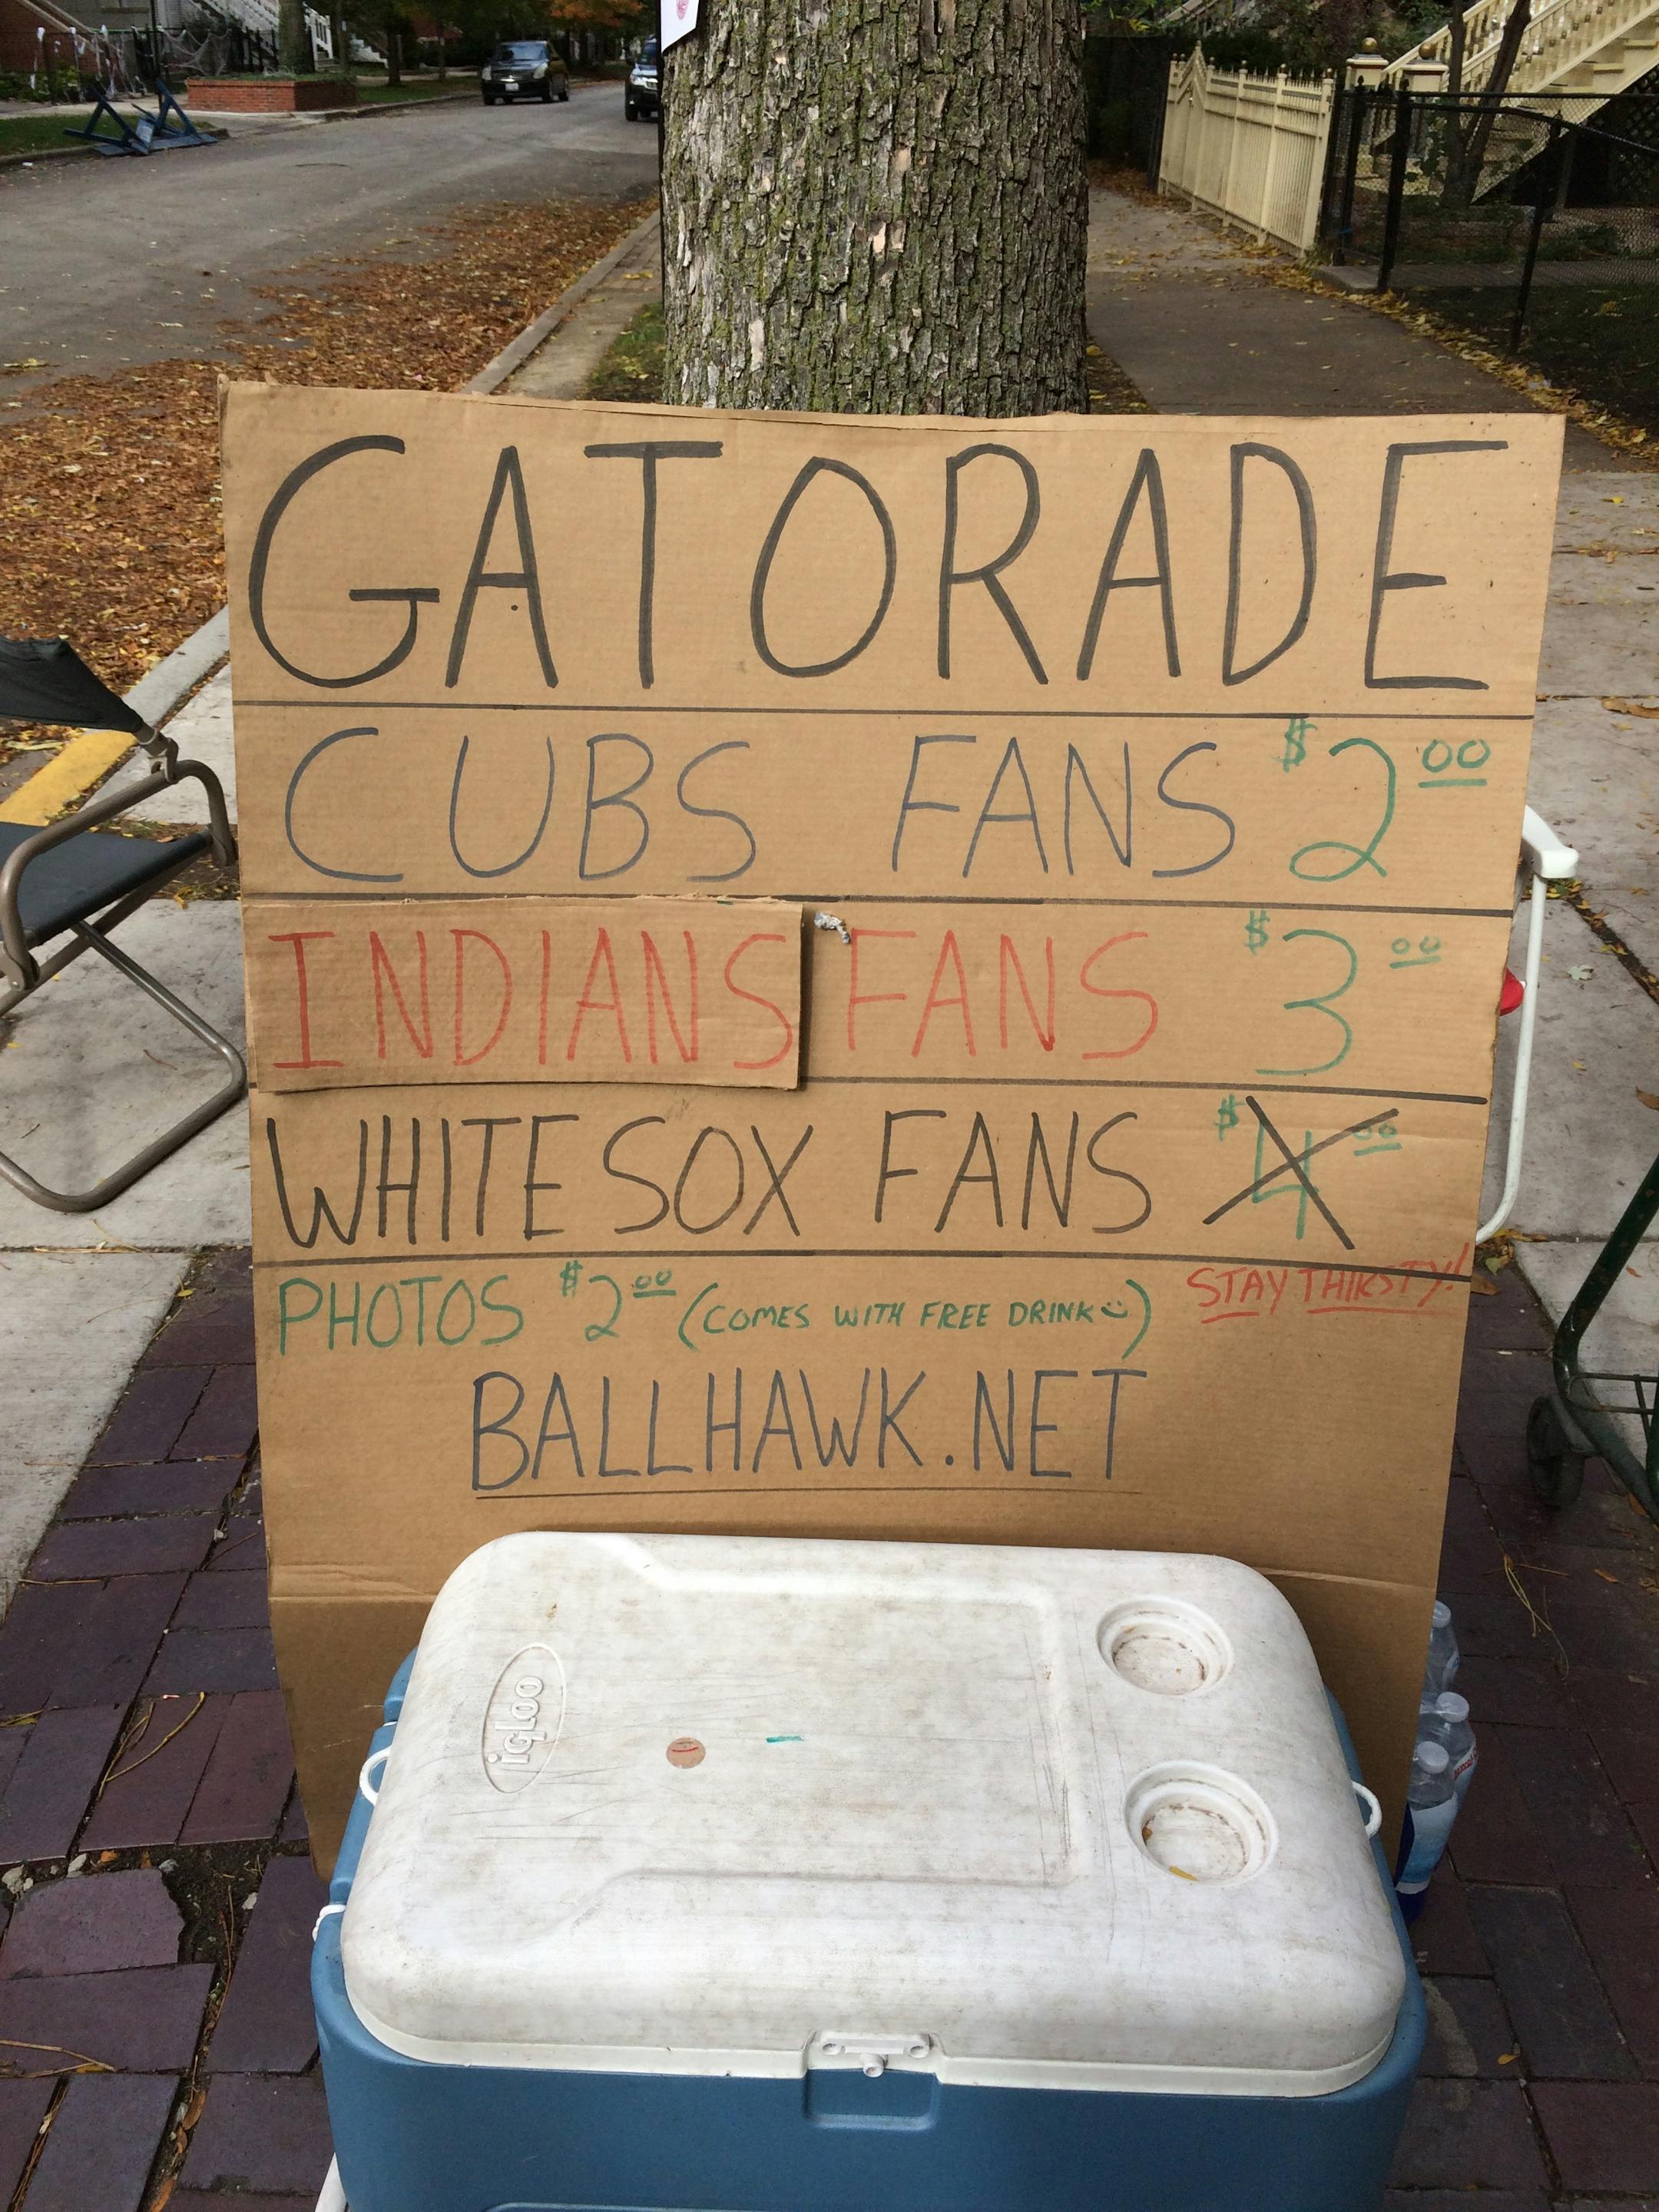 GATORADE
CUBS FANS $2.00
INDIANS FANS $3.00
WHITE SOX FANS $4.00
STAY THIRSTY!
PHOTOS $2.00 (COMES WITH FREE DRINK)
BALLHAWK.NET
igloo